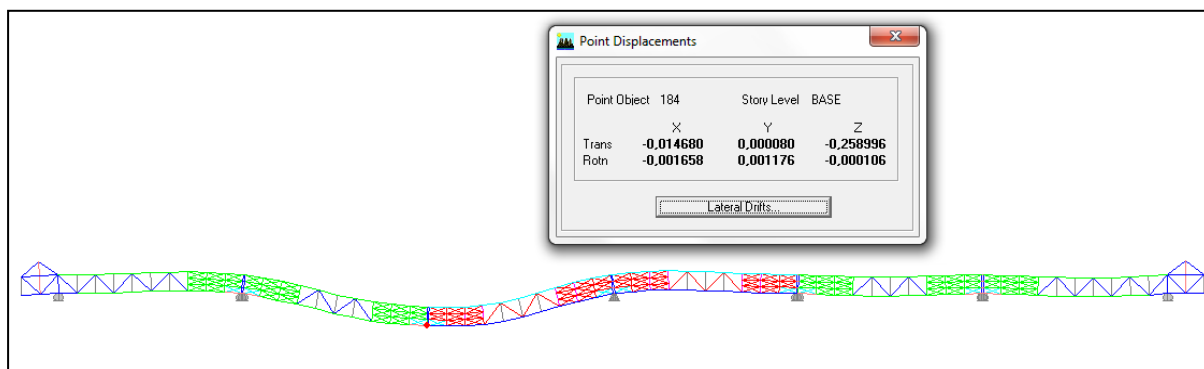 Point Displacements
Point Object 184 Story Level BASE
X Y Z
Trans -0,014680 0,000080 -0,258996
Rotn -0,001658 0,001176 -0,000106
Lateral Drifts...